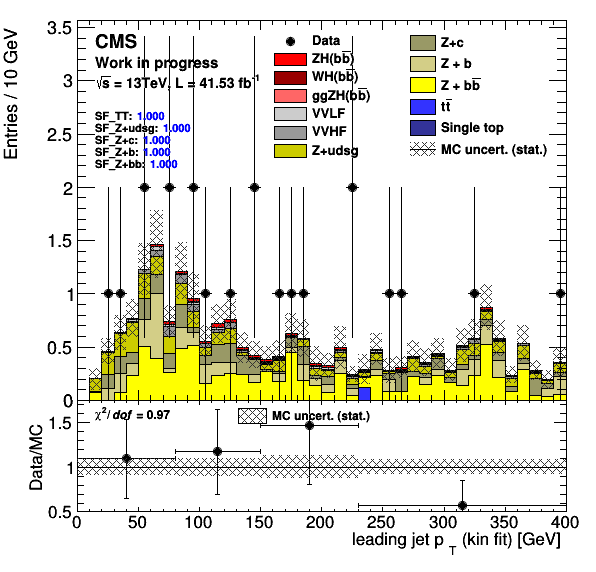 CMS
Work in progress
√s = 13TeV, L = 41.53 fb⁻¹
SF_TT: 1.000
SF_Z+udsg: 1.000
SF_Z+c: 1.000
SF_Z+b: 1.000
SF_Z+bb: 1.000
Data
ZH(bb̅)
WH(bb̅)
ggZH(bb̅)
VVLF
VVHF
Z+udsg
Z+c
Z + b
Z + bb̅
tt̅
Single top
MC uncert. (stat.)
Entries / 10 GeV
3.5
3
2.5
2
1.5
1
0.5
0
χ²/dof = 0.97
MC uncert. (stat.)
Data/MC
1.5
1
0.5
0 50 100 150 200 250 300 350 400
leading jet p_T (kin fit) [GeV]